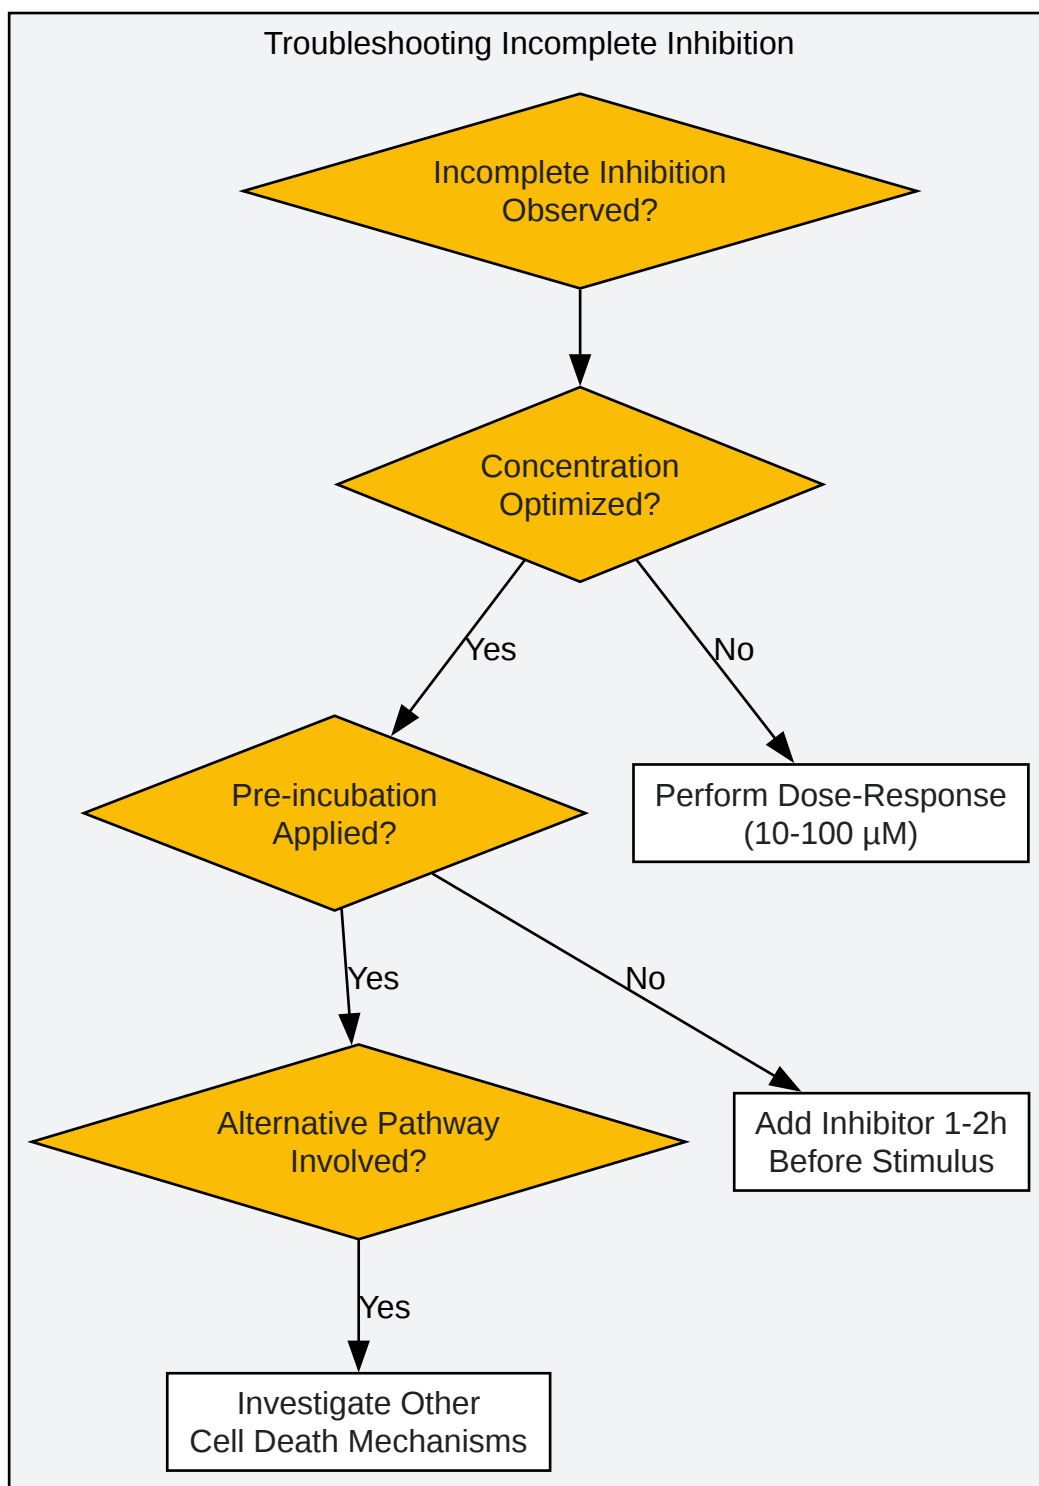 Troubleshooting Incomplete Inhibition
Incomplete Inhibition
Observed?
Concentration
Optimized?
Yes
No
Pre-incubation
Applied?
Perform Dose-Response
(10-100 µM)
Yes
No
Alternative Pathway
Involved?
Add Inhibitor 1-2h
Before Stimulus
Yes
Investigate Other
Cell Death Mechanisms